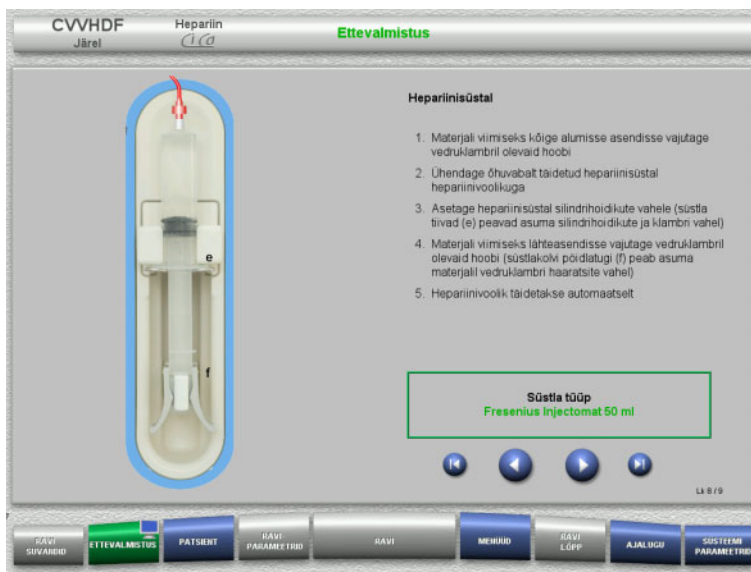 CVVHDF
Järel
Hepariin
Ci Ca
Ettevalmistus
Hepariinisüstal
1. Materjali viimiseks kõige alumisse asendisse vajutage
vedruklambril olevaid hoobi
2. Ühendage õhuvabalt täidetud hepariinisüstal
hepariinivoolikuga
3. Asetage hepariinisüstal silindrihoidikute vahele (süstla
tiivad (e) peavad asuma silindrihoidikute ja klambri vahel)
4. Materjali viimiseks lähteasendisse vajutage vedruklambril
olevaid hoobi (süstlakolvi pöidlatugi (f) peab asuma
materjalil vedruklambri haaratsite vahel)
5. Hepariinivoolik täidetakse automaatselt
e
f
Süstla tüüp
Fresenius Injectomat 50 ml
Lk 8 / 9
RAVI
SUVANDID
ETTEVALMISTUS
PATSIENT
RAVI
PARAMEETRID
RAVI
MENÜÜD
RAVI
LÕPP
AJALUGU
SÜSTEEMI
PARAMEETRID